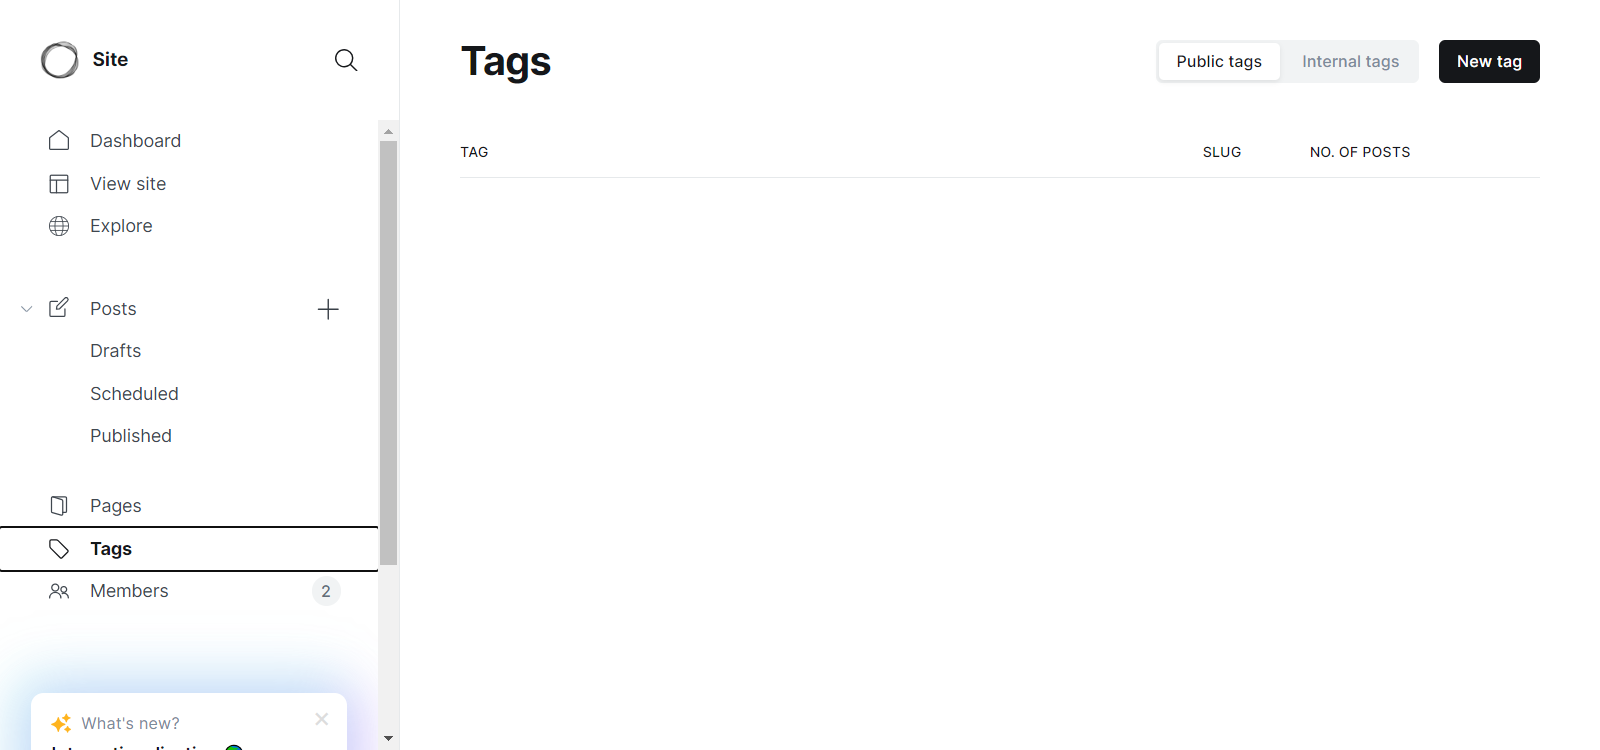 Site
Dashboard
View site
Explore
Posts
Drafts
Scheduled
Published
Pages
Tags
Members
2
What's new?
Tags
Public tags
Internal tags
New tag
TAG
SLUG
NO. OF POSTS